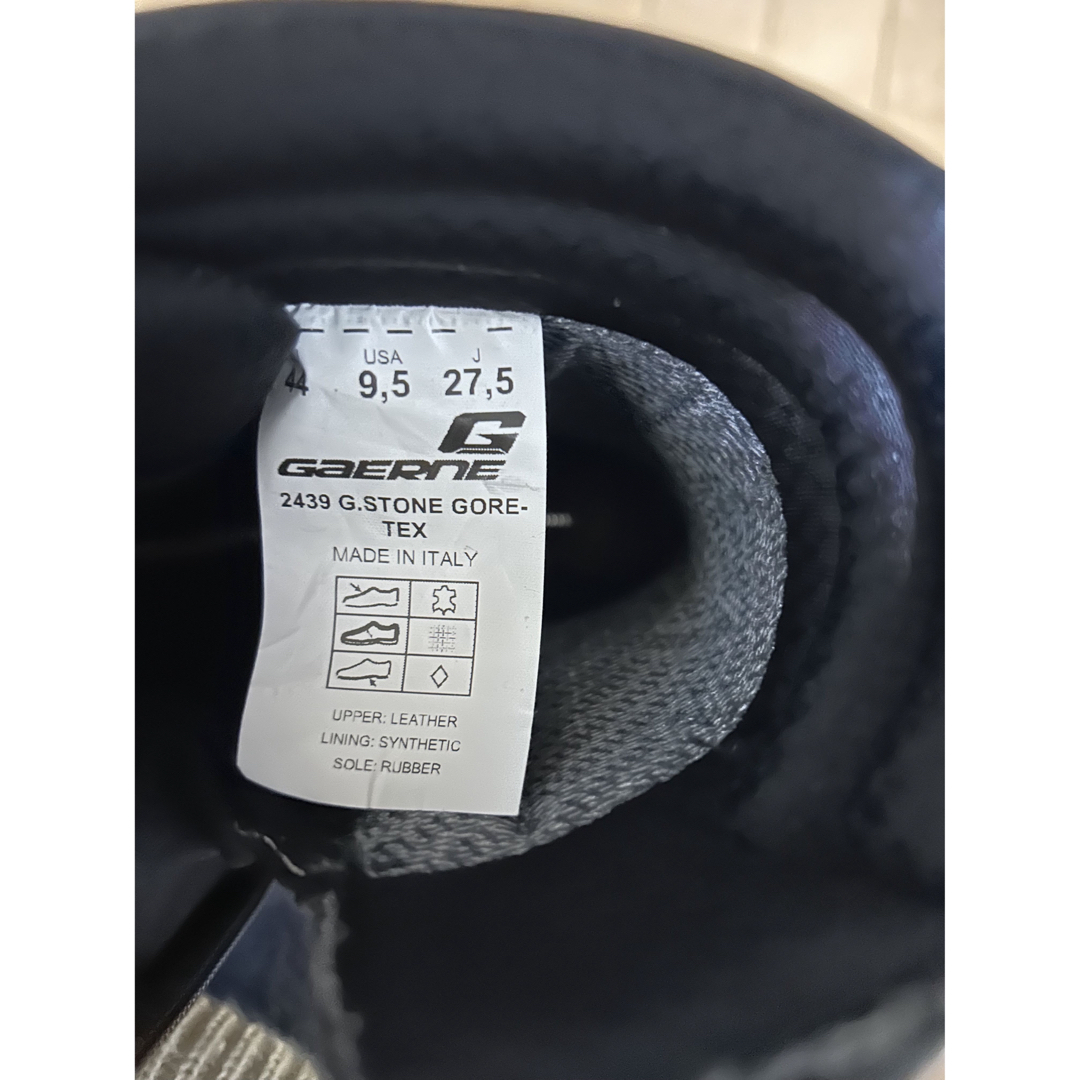 USA J
44 9,5 27,5
G
GAERNE
2439 G.STONE GORE-
TEX
MADE IN ITALY
UPPER: LEATHER
LINING: SYNTHETIC
SOLE: RUBBER